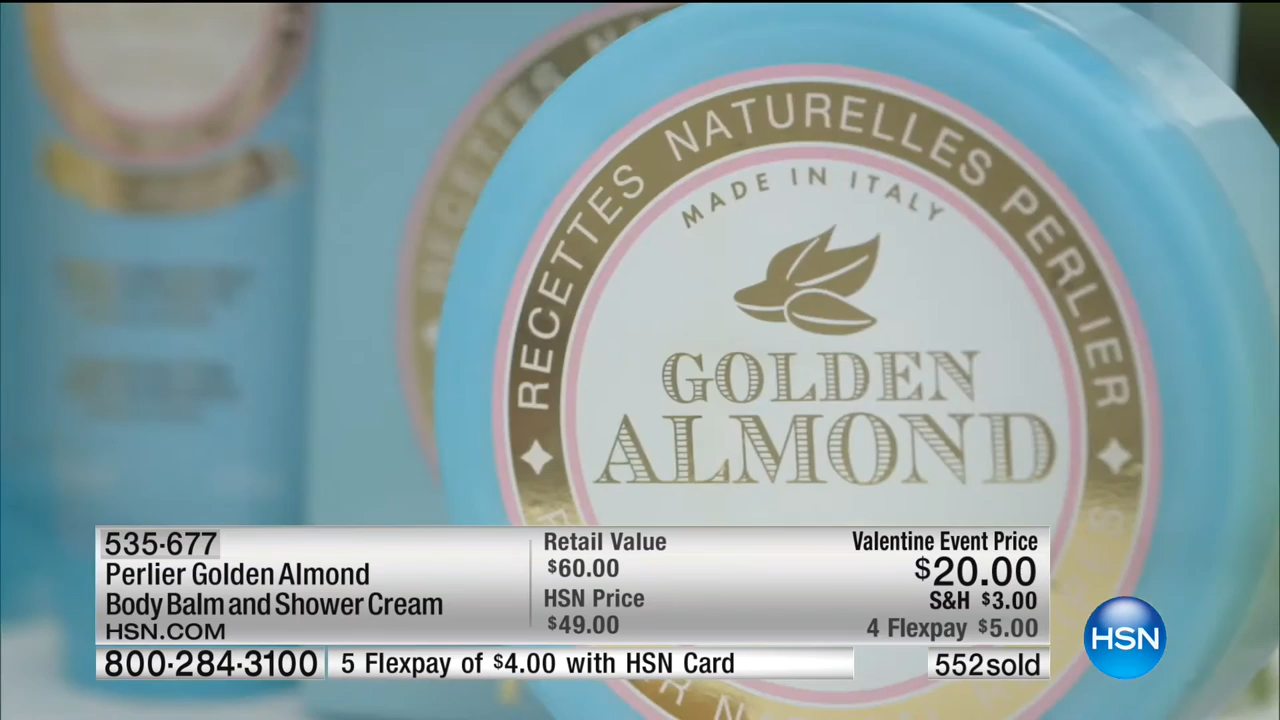 RECETTES NATURELLES PERLIER
MADE IN ITALY
GOLDEN
ALMOND
535-677
Perlier Golden Almond
Body Balm and Shower Cream
HSN.COM
Retail Value
$60.00
HSN Price
$49.00
Valentine Event Price
$20.00
S&H $3.00
4 Flexpay $5.00
800-284-3100
5 Flexpay of $4.00 with HSN Card
552 sold
HSN